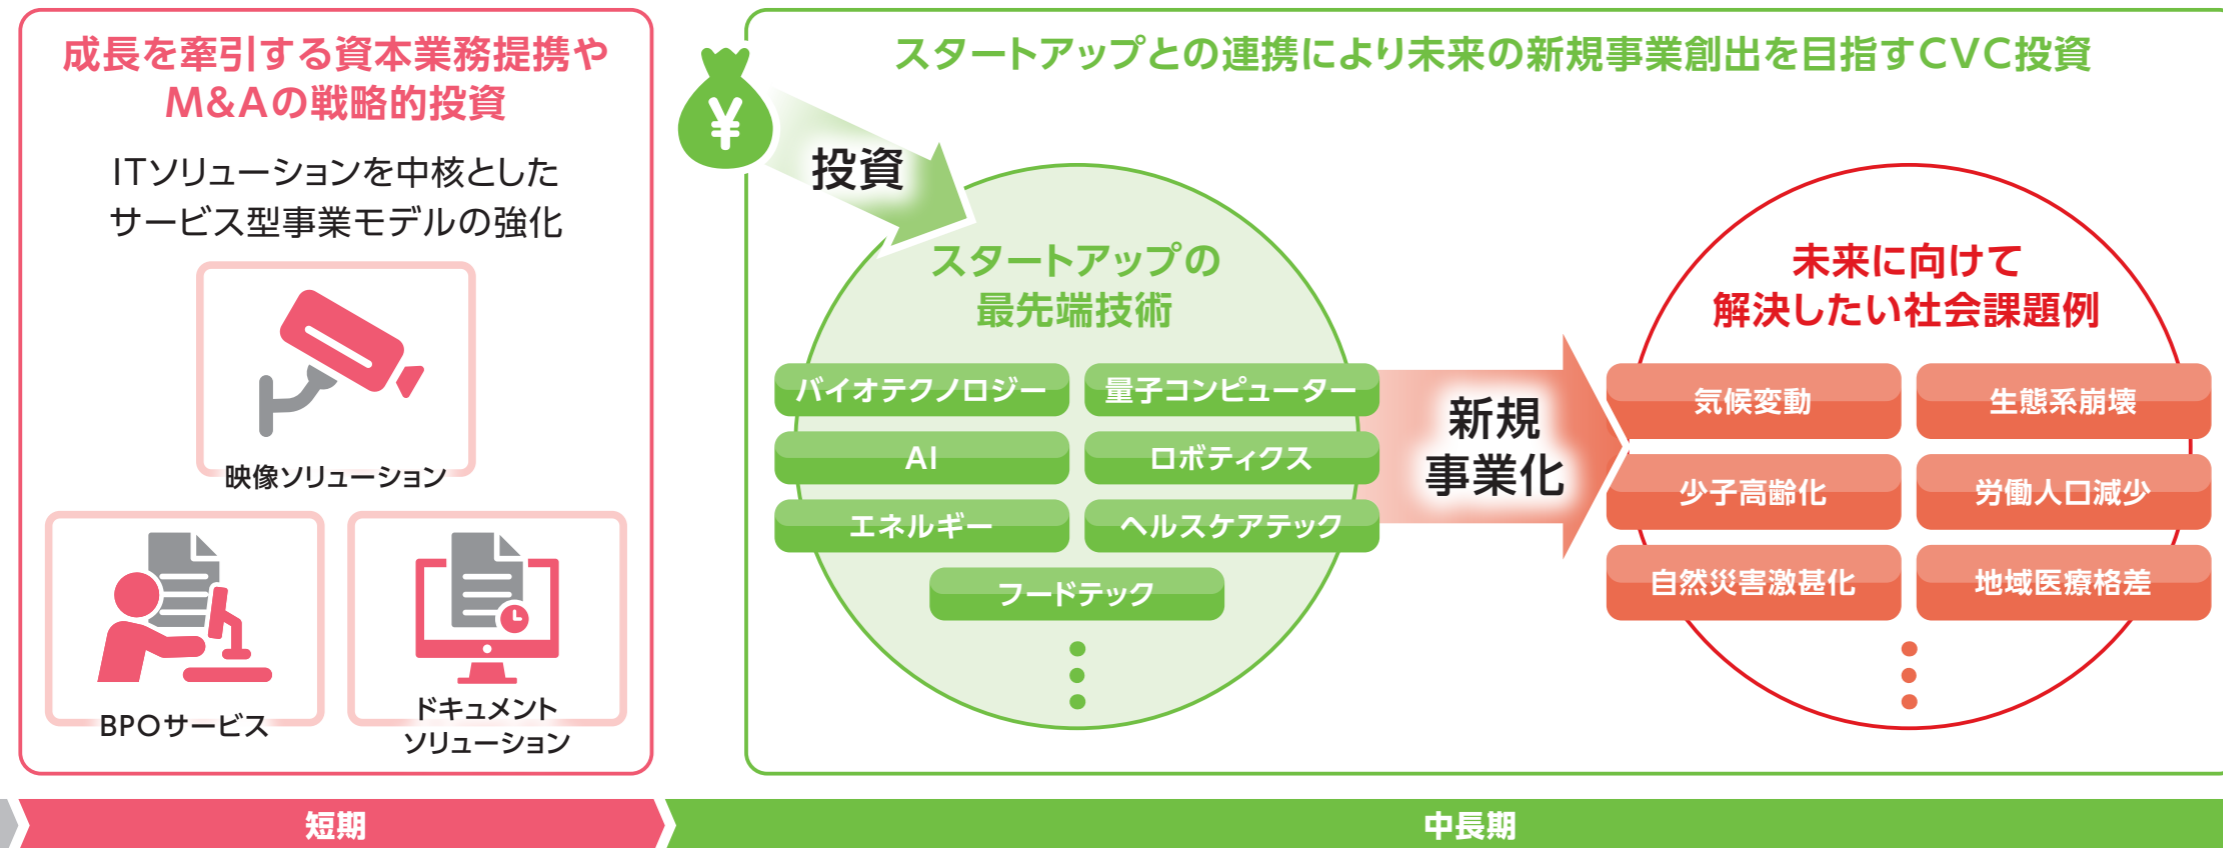 成長を牽引する資本業務提携や
M&Aの戦略的投資
ITソリューションを中核とした
サービス型事業モデルの強化
映像ソリューション
BPOサービス
ドキュメント
ソリューション
スタートアップとの連携により未来の新規事業創出を目指すCVC投資
¥
投資
スタートアップの
最先端技術
バイオテクノロジー
量子コンピューター
AI
ロボティクス
エネルギー
ヘルスケアテック
フードテック
新規
事業化
未来に向けて
解決したい社会課題例
気候変動
生態系崩壊
少子高齢化
労働人口減少
自然災害激甚化
地域医療格差
短期
中長期